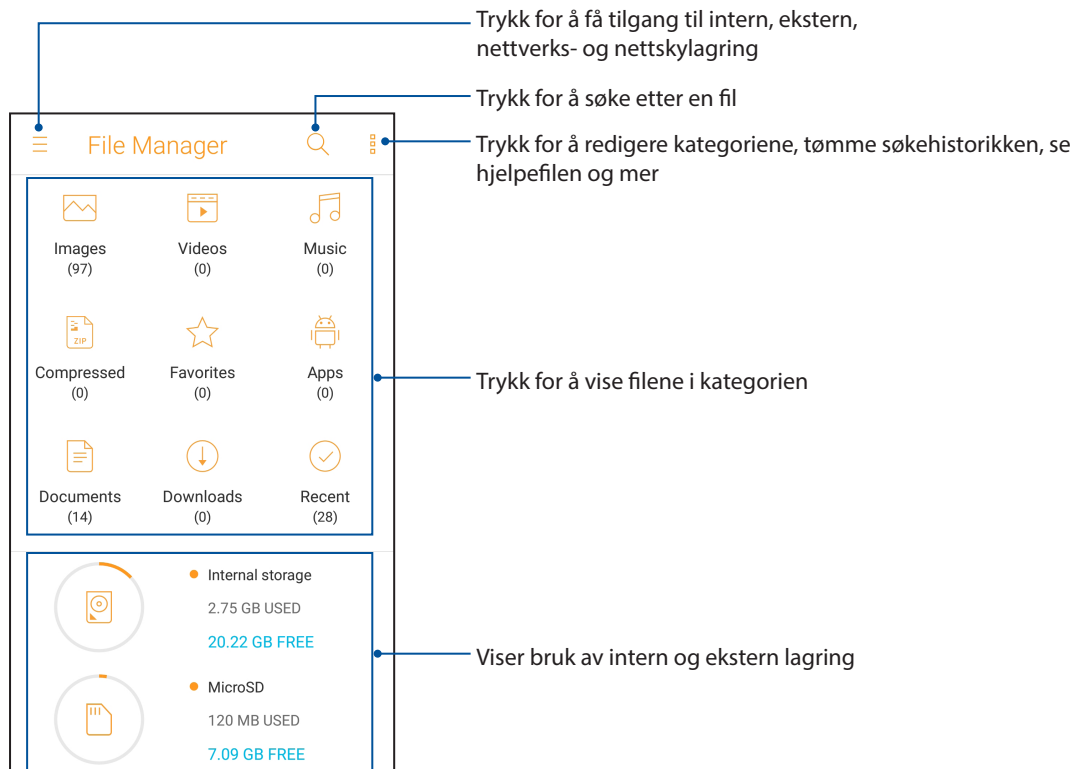 Trykk for å få tilgang til intern, ekstern,
nettverks- og nettskylagring
Trykk for å søke etter en fil
Trykk for å redigere kategoriene, tømme søkehistorikken, se
hjelpefilen og mer
File Manager
Images
(97)
Videos
(0)
Music
(0)
ZIP
Compressed
(0)
Favorites
(0)
Apps
(0)
Trykk for å vise filene i kategorien
Documents
(14)
Downloads
(0)
Recent
(28)
Internal storage
2.75 GB USED
20.22 GB FREE
Viser bruk av intern og ekstern lagring
MicroSD
120 MB USED
7.09 GB FREE